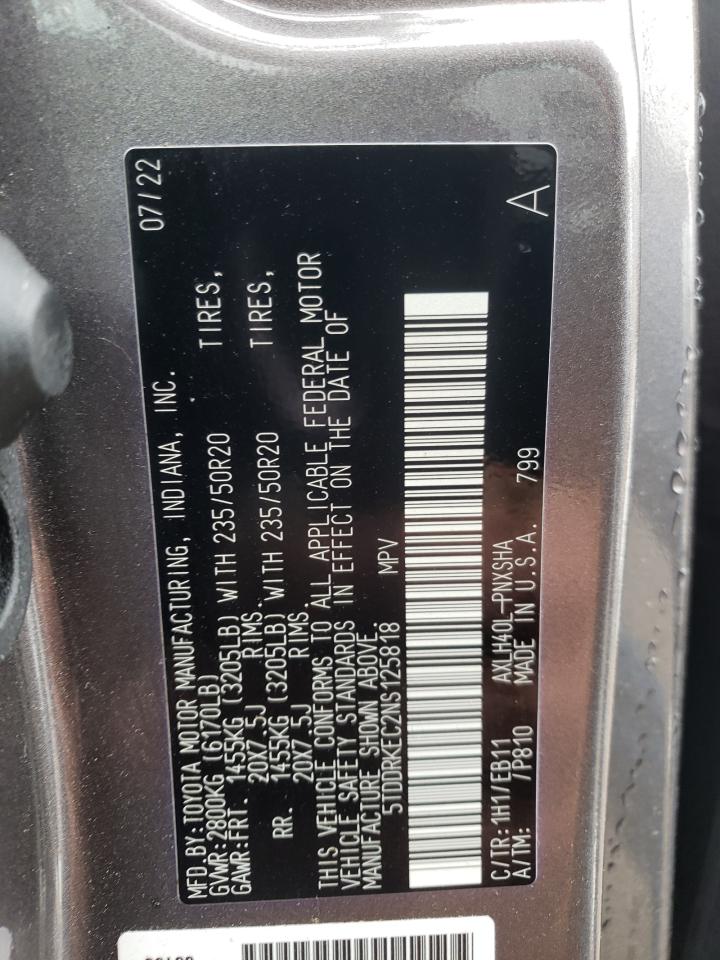 MFD.BY:TOYOTA MOTOR MANUFACTURING, INDIANA, INC. 07/22
GVWR:2800KG (6170LB)
GAWR:FRT. 1455KG (3205LB) WITH 235/50R20 TIRES,
20X7.5J RIMS.
RR. 1455KG (3205LB) WITH 235/50R20 TIRES,
20X7.5J RIMS.
THIS VEHICLE CONFORMS TO ALL APPLICABLE FEDERAL MOTOR
VEHICLE SAFETY STANDARDS IN EFFECT ON THE DATE OF
MANUFACTURE SHOWN ABOVE.
5TDDRKEC2NS125818 MPV
C/TR:1H1/EB11 AXLH40L-PNXSHA
A/TM: /P810 MADE IN U.S.A. 799 A